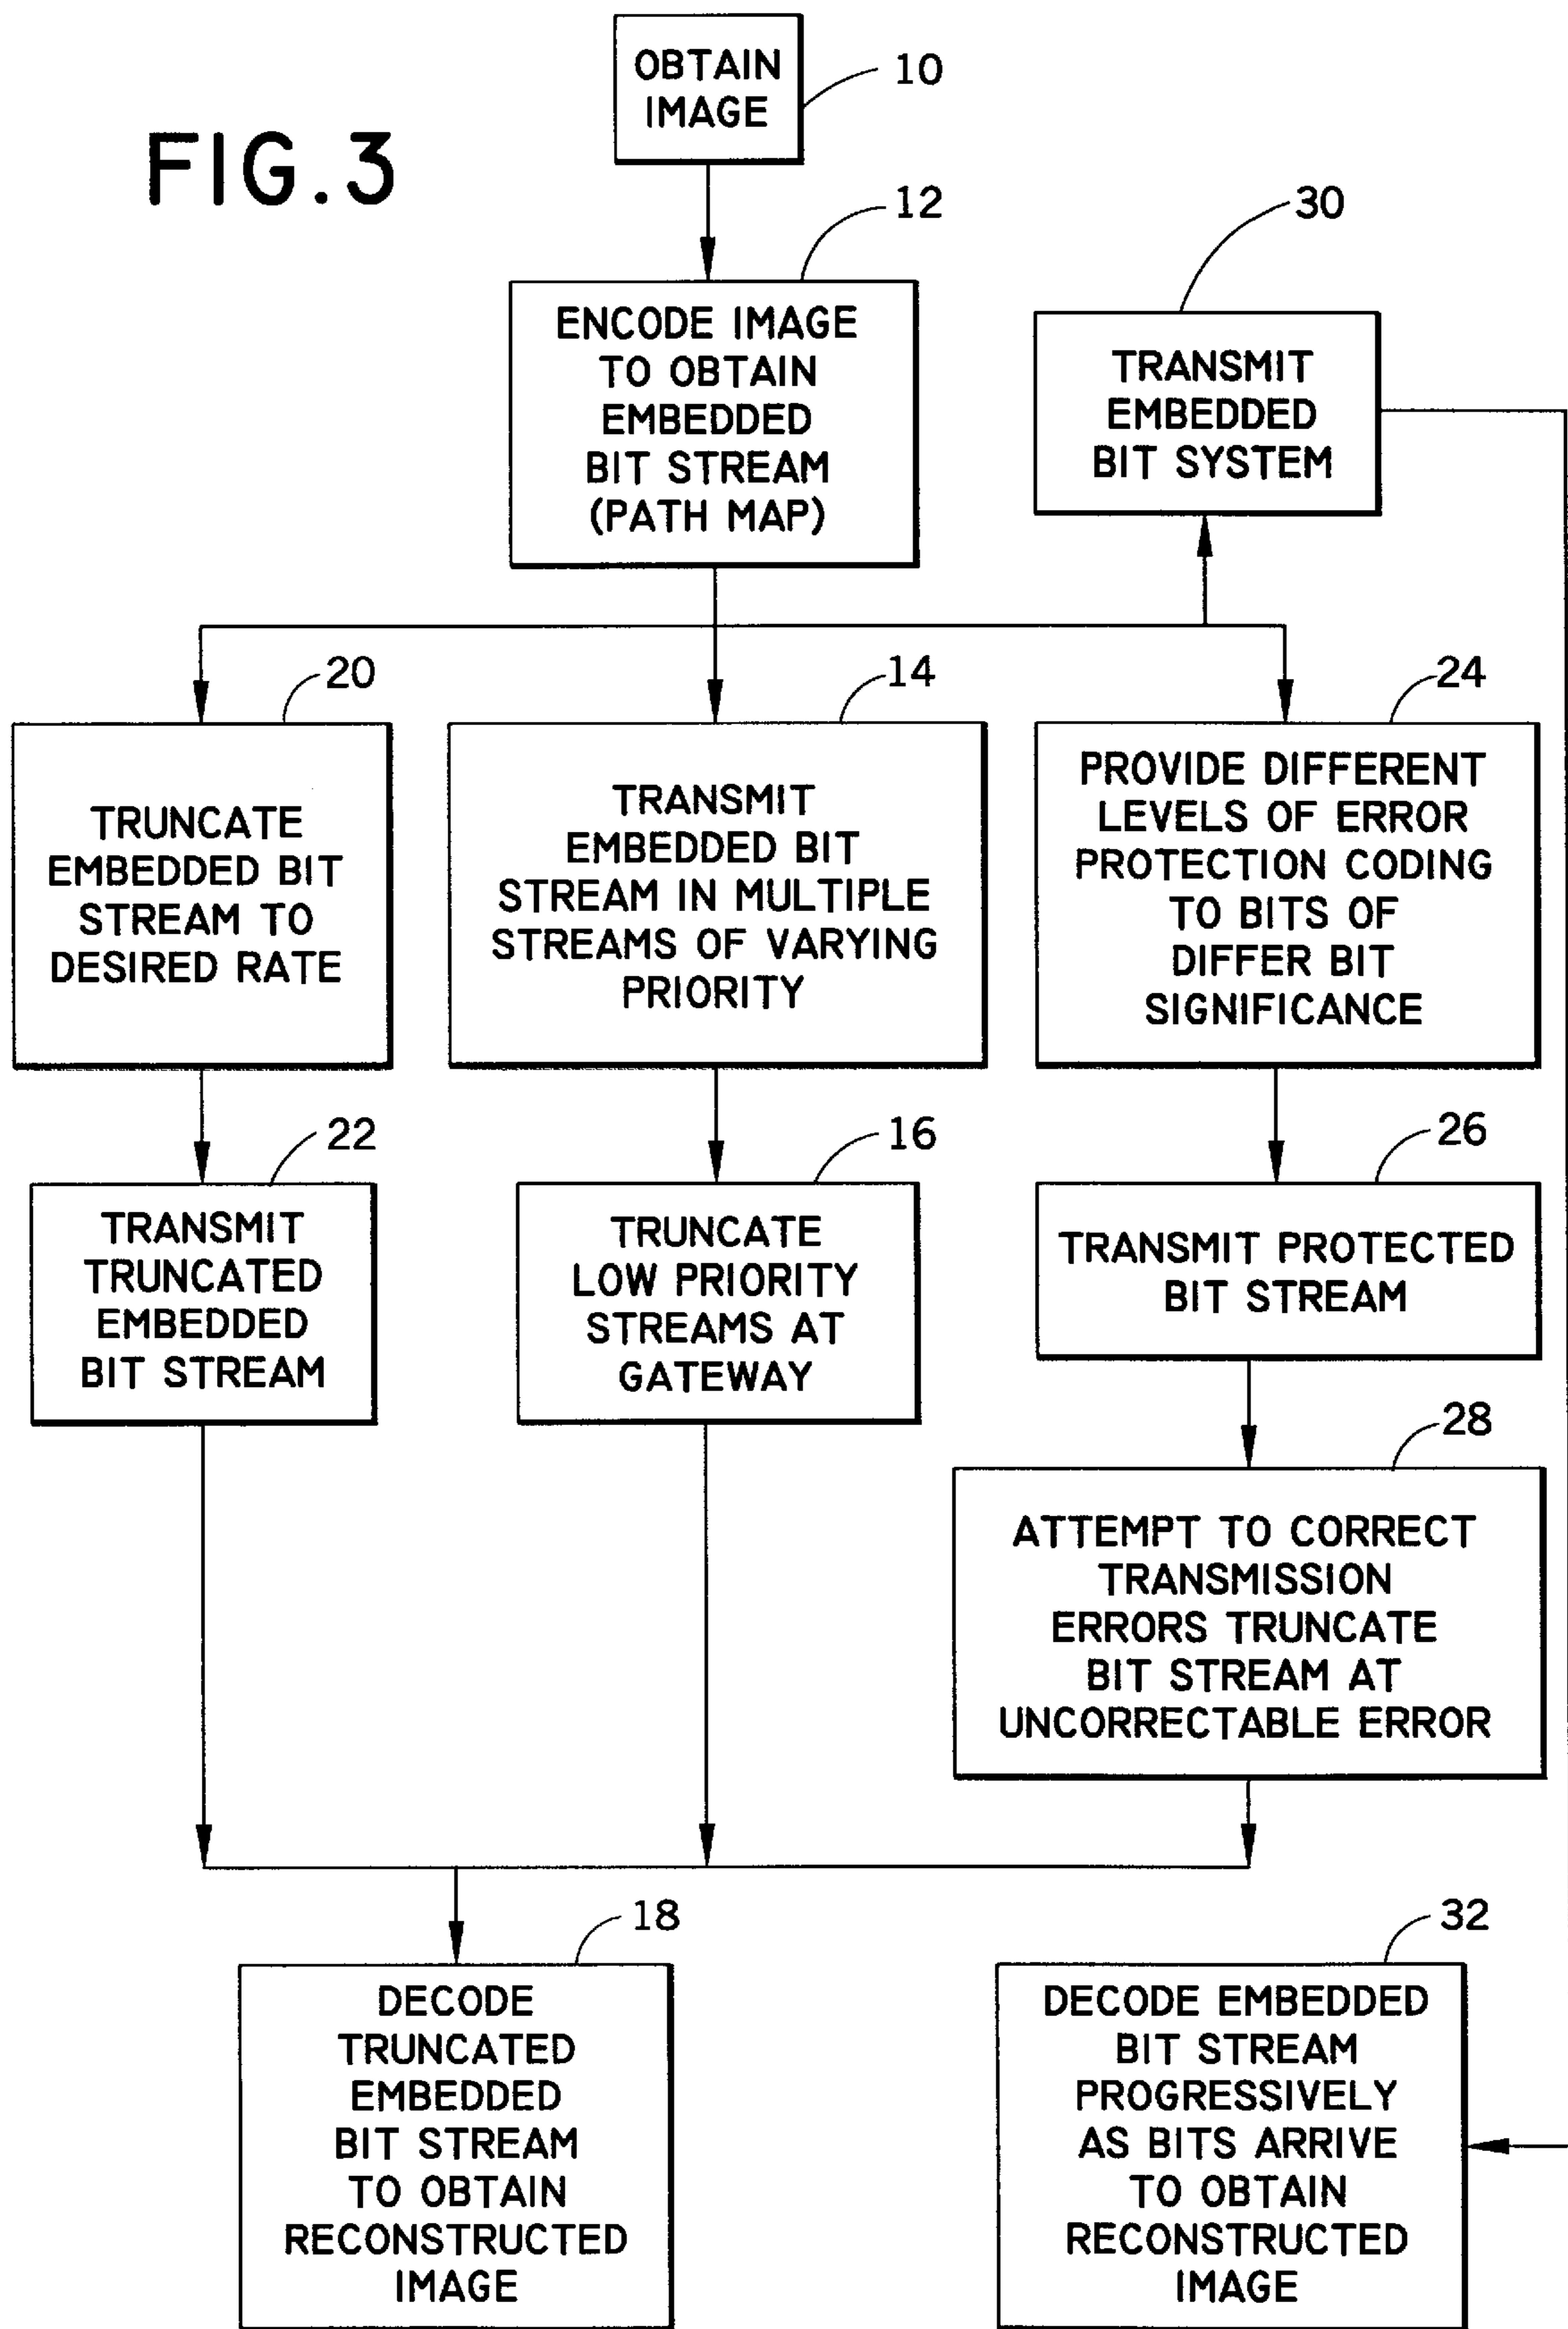 FIG.3
OBTAIN
IMAGE
10
12
ENCODE IMAGE
TO OBTAIN
EMBEDDED
BIT STREAM
(PATH MAP)
30
TRANSMIT
EMBEDDED
BIT SYSTEM
20
TRUNCATE
EMBEDDED BIT
STREAM TO
DESIRED RATE
14
TRANSMIT
EMBEDDED BIT
STREAM IN MULTIPLE
STREAMS OF VARYING
PRIORITY
24
PROVIDE DIFFERENT
LEVELS OF ERROR
PROTECTION CODING
TO BITS OF
DIFFER BIT
SIGNIFICANCE
22
TRANSMIT
TRUNCATED
EMBEDDED
BIT STREAM
16
TRUNCATE
LOW PRIORITY
STREAMS AT
GATEWAY
26
TRANSMIT PROTECTED
BIT STREAM
28
ATTEMPT TO CORRECT
TRANSMISSION
ERRORS TRUNCATE
BIT STREAM AT
UNCORRECTABLE ERROR
18
DECODE
TRUNCATED
EMBEDDED
BIT STREAM
TO OBTAIN
RECONSTRUCTED
IMAGE
32
DECODE EMBEDDED
BIT STREAM
PROGRESSIVELY
AS BITS ARRIVE
TO OBTAIN
RECONSTRUCTED
IMAGE